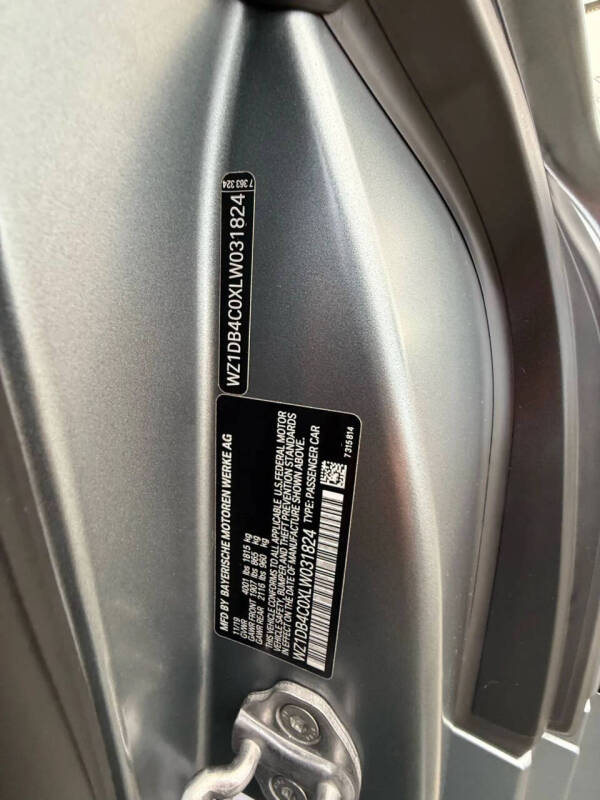 7 363 324
WZ1DB4C0XLW031824
MFD BY BAYERISCHE MOTOREN WERKE AG
11/19
GVWR 4001 lbs 1815 kg
GAWR FRONT 1907 lbs 865 kg
GAWR REAR 2116 lbs 960 kg
THIS VEHICLE CONFORMS TO ALL APPLICABLE U.S.FEDERAL MOTOR
VEHICLE SAFETY, BUMPER AND THEFT PREVENTION STANDARDS
IN EFFECT ON THE DATE OF MANUFACTURE SHOWN ABOVE.
WZ1DB4C0XLW031824 TYPE: PASSENGER CAR
7315814